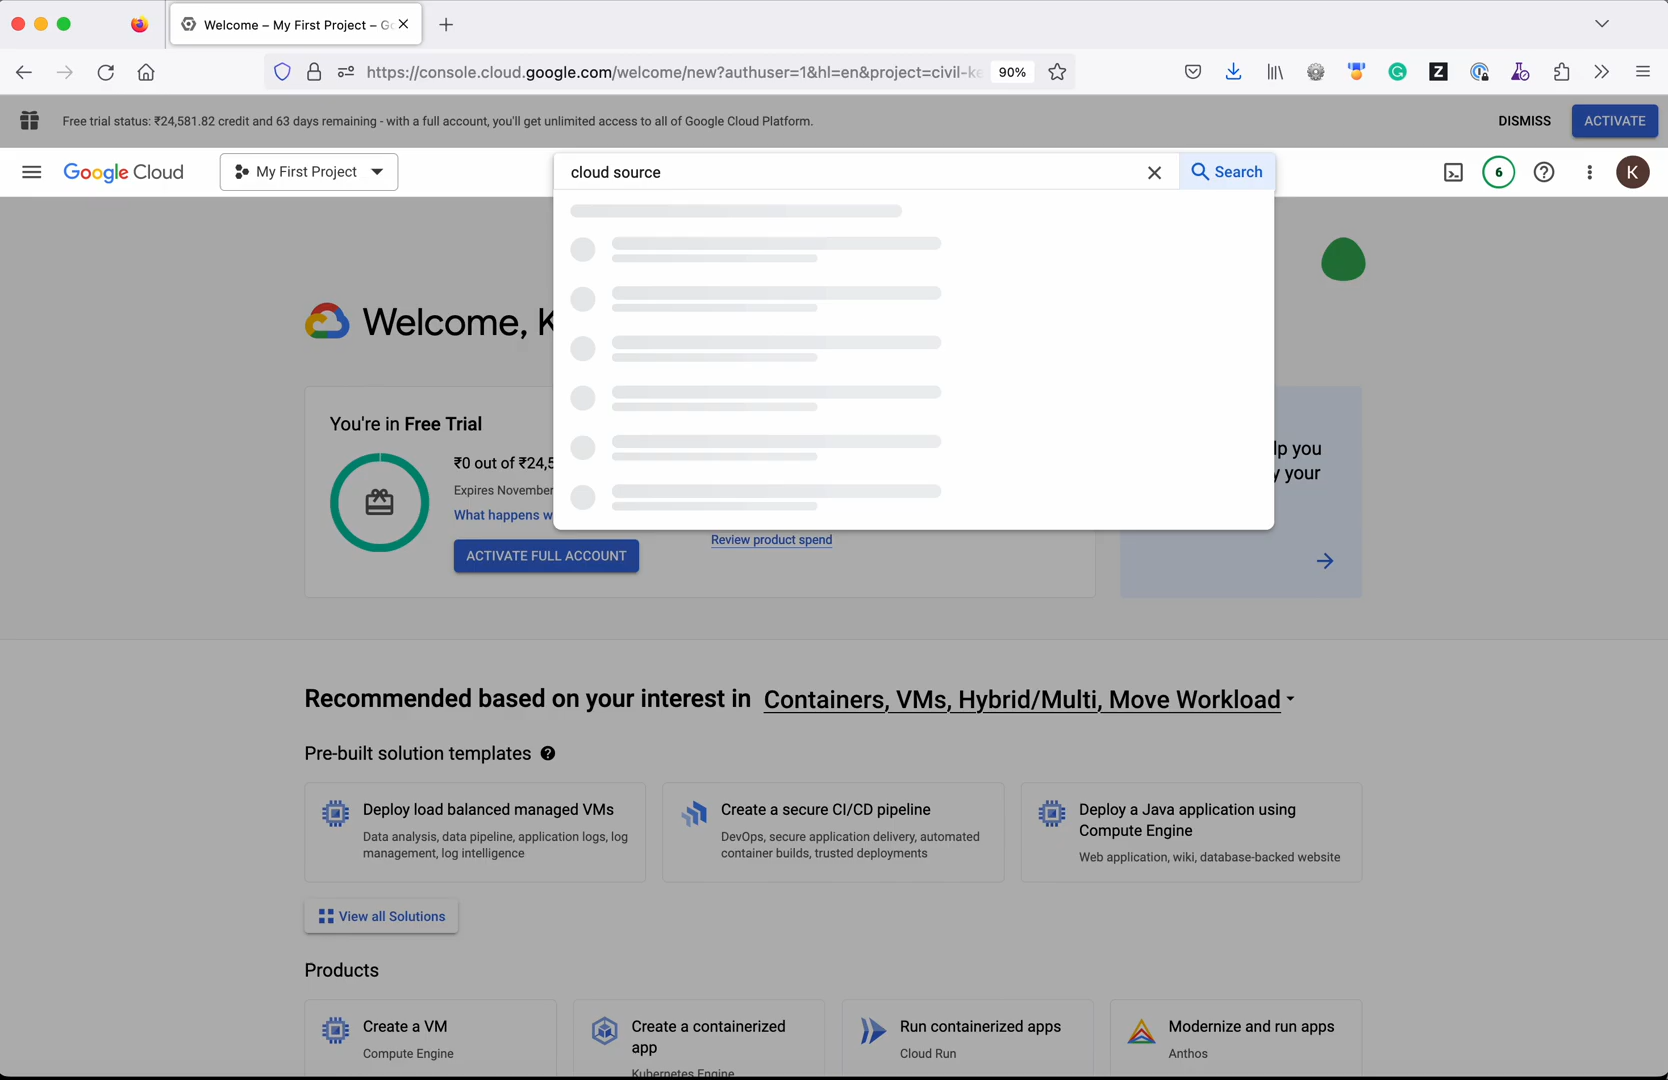 Welcome – My First Project – Go
https://console.cloud.google.com/welcome/new?authuser=1&hl=en&project=civil-ke
90%
Free trial status: ₹24,581.82 credit and 63 days remaining - with a full account, you'll get unlimited access to all of Google Cloud Platform.
DISMISS
ACTIVATE
Google Cloud
My First Project
cloud source
Search
6
K
Welcome, K
You're in Free Trial
₹0 out of ₹24,5
Expires November
What happens w
ACTIVATE FULL ACCOUNT
Review product spend
lp you
y your
Recommended based on your interest in Containers, VMs, Hybrid/Multi, Move Workload
Pre-built solution templates
Deploy load balanced managed VMs
Data analysis, data pipeline, application logs, log
management, log intelligence
Create a secure CI/CD pipeline
DevOps, secure application delivery, automated
container builds, trusted deployments
Deploy a Java application using
Compute Engine
Web application, wiki, database-backed website
View all Solutions
Products
Create a VM
Compute Engine
Create a containerized
app
Kubernetes Engine
Run containerized apps
Cloud Run
Modernize and run apps
Anthos